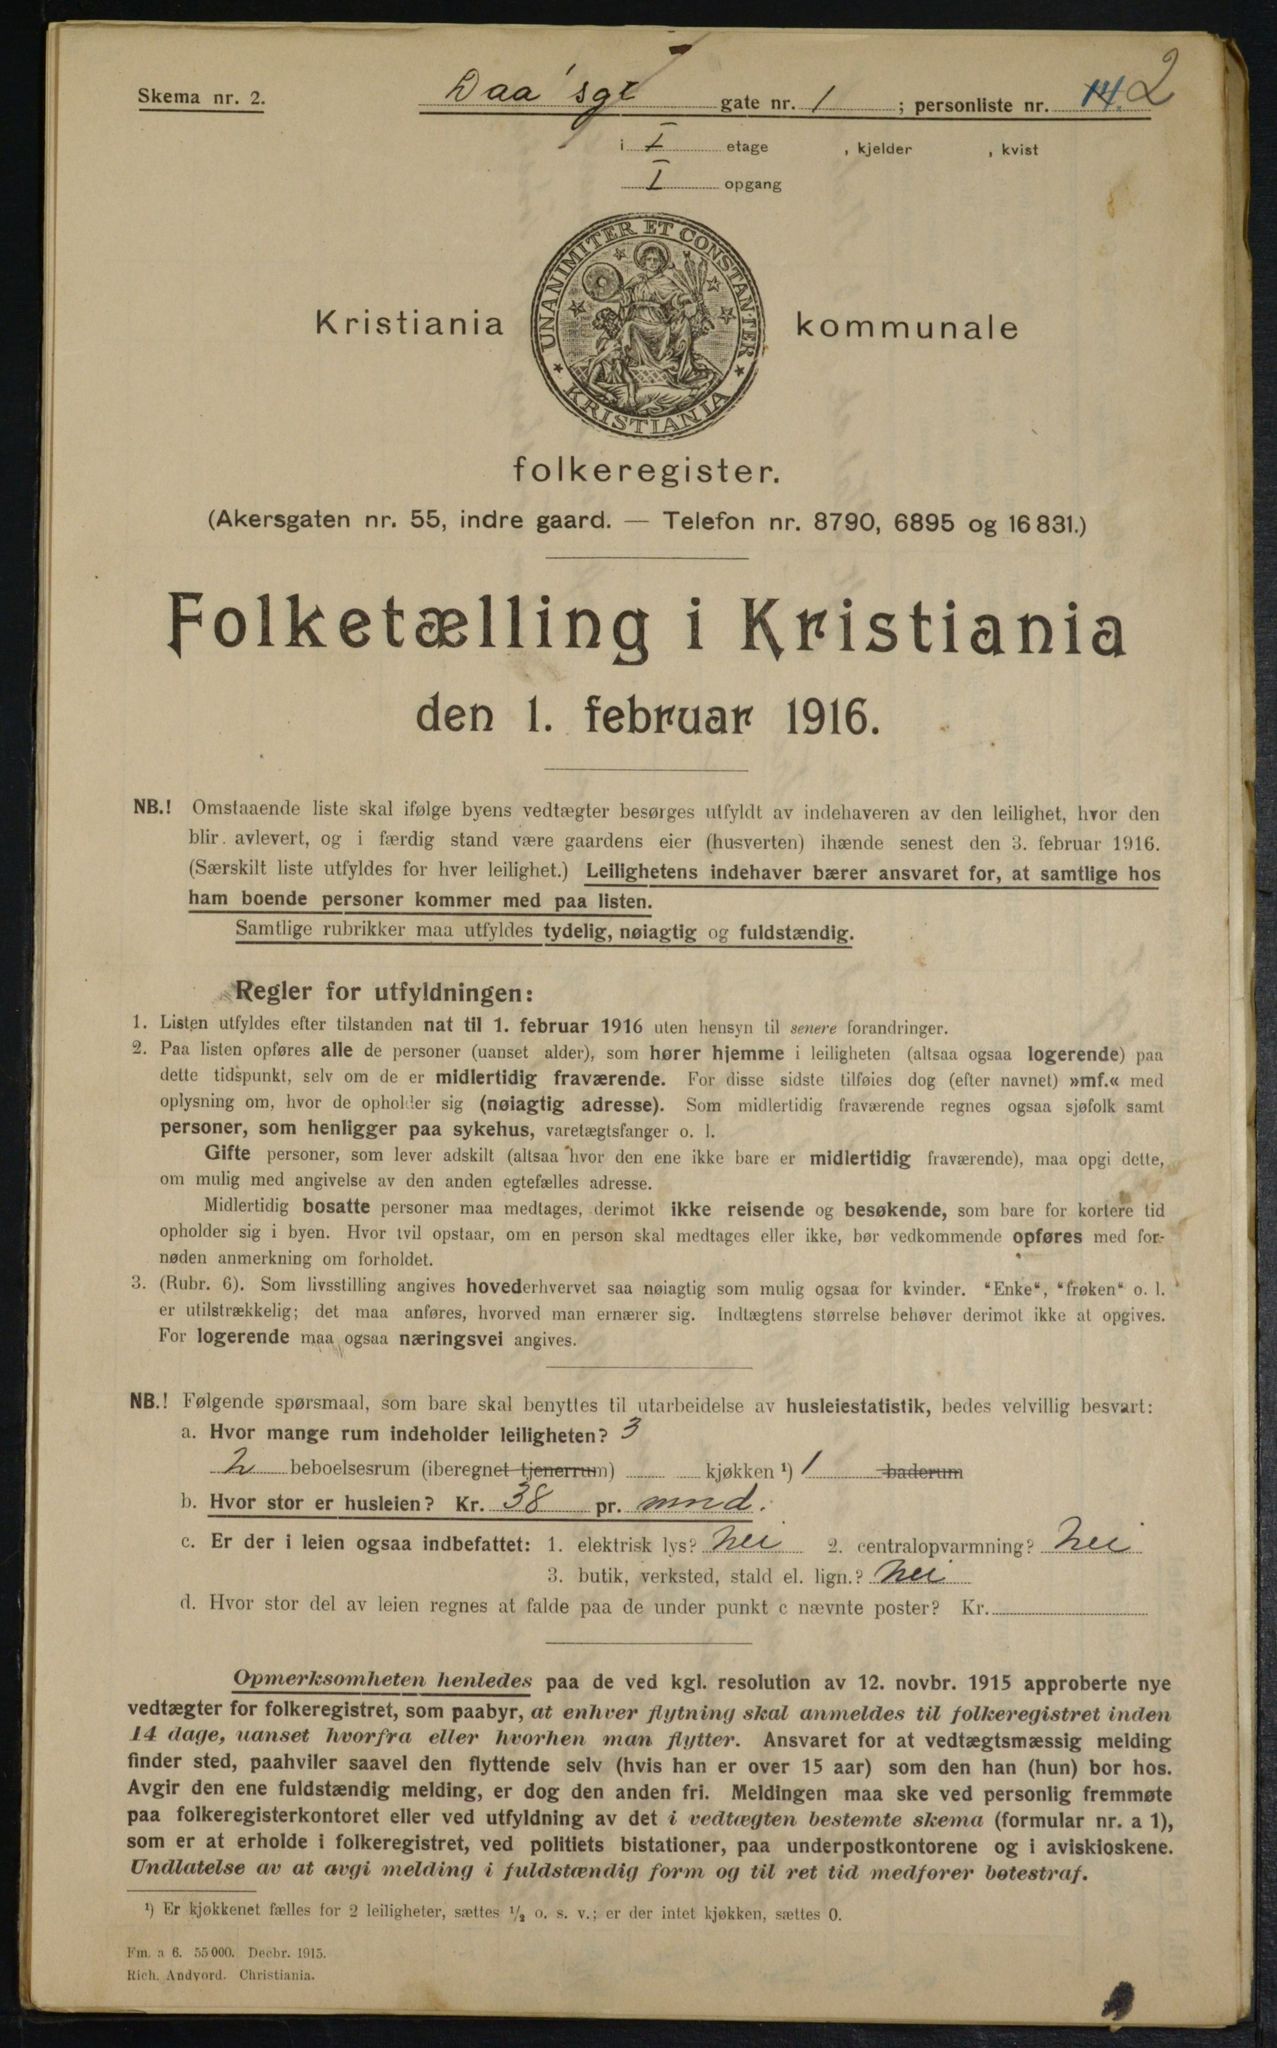 Skema nr. 2.
Daa'sgt gate nr. 1 ; personliste nr. 14. 2
i I etage , kjelder , kvist
I opgang
UNANIMITER ET CONSTANTER
KRISTIANIA
Kristiania kommunale
folkeregister.
(Akersgaten nr. 55, indre gaard. — Telefon nr. 8790, 6895 og 16 831.)
Folketælling i Kristiania
den 1. februar 1916.
NB.! Omstaaende liste skal ifølge byens vedtægter besørges utfyldt av indehaveren av den leilighet, hvor den
blir avlevert, og i færdig stand være gaardens eier (husverten) ihænde senest den 3. februar 1916.
(Særskilt liste utfyldes for hver leilighet.) Leilighetens indehaver bærer ansvaret for, at samtlige hos
ham boende personer kommer med paa listen.
Samtlige rubrikker maa utfyldes tydelig, nøiagtig og fuldstændig.
Regler for utfyldningen:
1. Listen utfyldes efter tilstanden nat til 1. februar 1916 uten hensyn til senere forandringer.
2. Paa listen opføres alle de personer (uanset alder), som hører hjemme i leiligheten (altsaa ogsaa logerende) paa
dette tidspunkt, selv om de er midlertidig fraværende. For disse sidste tilføies dog (efter navnet) »mf.« med
oplysning om, hvor de opholder sig (nøiagtig adresse). Som midlertidig fraværende regnes ogsaa sjøfolk samt
personer, som henligger paa sykehus, varetægtsfanger o. l.
Gifte personer, som lever adskilt (altsaa hvor den ene ikke bare er midlertidig fraværende), maa opgi dette,
om mulig med angivelse av den anden egtefælles adresse.
Midlertidig bosatte personer maa medtages, derimot ikke reisende og besøkende, som bare for kortere tid
opholder sig i byen. Hvor tvil opstaar, om en person skal medtages eller ikke, bør vedkommende opføres med for-
nøden anmerkning om forholdet.
3. (Rubr. 6). Som livsstilling angives hovederhvervet saa nøiagtig som mulig ogsaa for kvinder. “Enke“, “frøken“ o. l.
er utilstrækkelig; det maa anføres, hvorved man ernærer sig. Indtægtens størrelse behøver derimot ikke at opgives.
For logerende maa ogsaa næringsvei angives.
NB.! Følgende spørsmaal, som bare skal benyttes til utarbeidelse av husleiestatistik, bedes velvillig besvart:
a. Hvor mange rum indeholder leiligheten? 3
2 beboelsesrum (iberegnet tjenerrum) kjøkken ¹) 1 baderum
b. Hvor stor er husleien? Kr. 38 pr. mnd.
c. Er der i leien ogsaa indbefattet: 1. elektrisk lys? Nei 2. centralopvarmning? Nei
3. butik, verksted, stald el. lign.? Nei
d. Hvor stor del av leien regnes at falde paa de under punkt c nævnte poster? Kr.
Opmerksomheten henledes paa de ved kgl. resolution av 12. novbr. 1915 approberte nye
vedtægter for folkeregistret, som paabyr, at enhver flytning skal anmeldes til folkeregistret inden
14 dage, uanset hvorfra eller hvorhen man flytter. Ansvaret for at vedtægtsmæssig melding
finder sted, paahviler saavel den flyttende selv (hvis han er over 15 aar) som den han (hun) bor hos.
Avgir den ene fuldstændig melding, er dog den anden fri. Meldingen maa ske ved personlig fremmøte
paa folkeregisterkontoret eller ved utfyldning av det i vedtægten bestemte skema (formular nr. a 1),
som er at erholde i folkeregistret, ved politiets bistationer, paa underpostkontorene og i aviskioskene.
Undlatelse av at avgi melding i fuldstændig form og til ret tid medfører bøtestraf.
¹) Er kjøkkenet fælles for 2 leiligheter, sættes ½ o. s. v.; er der intet kjøkken, sættes 0.
Fm. a 6. 55 000. Decbr. 1915.
Rich. Andvord. Christiania.